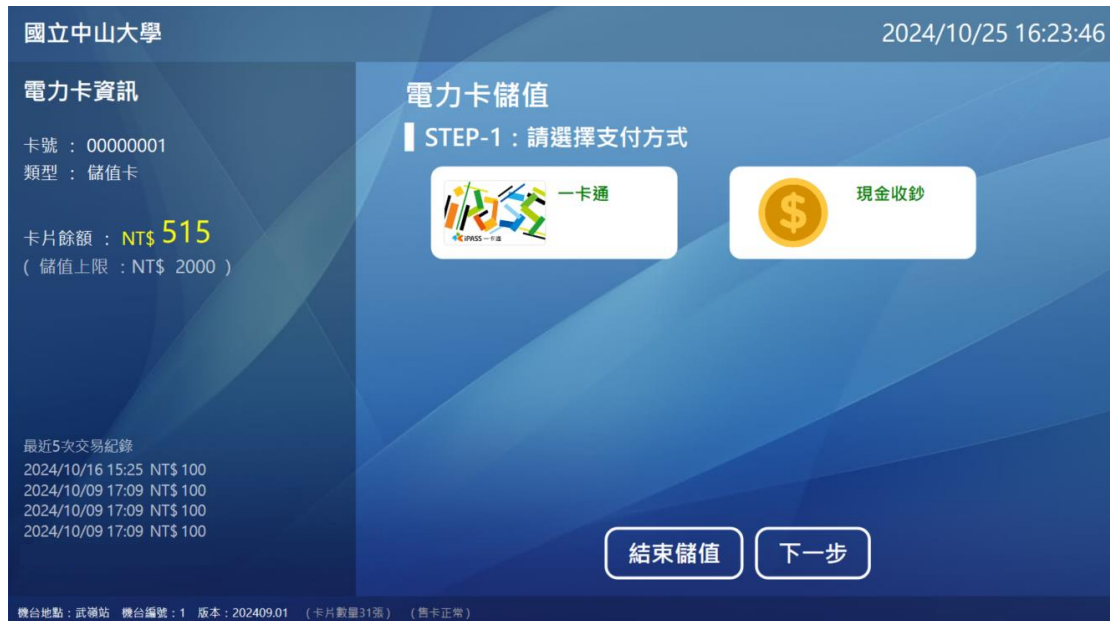 國立中山大學
2024/10/25 16:23:46
電力卡資訊
卡號 : 00000001
類型 : 儲值卡
卡片餘額 : NT$ 515
( 儲值上限 : NT$ 2000 )
最近5次交易紀錄
2024/10/16 15:25 NT$ 100
2024/10/09 17:09 NT$ 100
2024/10/09 17:09 NT$ 100
2024/10/09 17:09 NT$ 100
電力卡儲值
STEP-1：請選擇支付方式
iPASS
iPASS 一卡通
一卡通
$
現金收鈔
結束儲值
下一步
機台地點：武嶺站 機台編號：1 版本：202409.01 （卡片數量31張） （售卡正常）